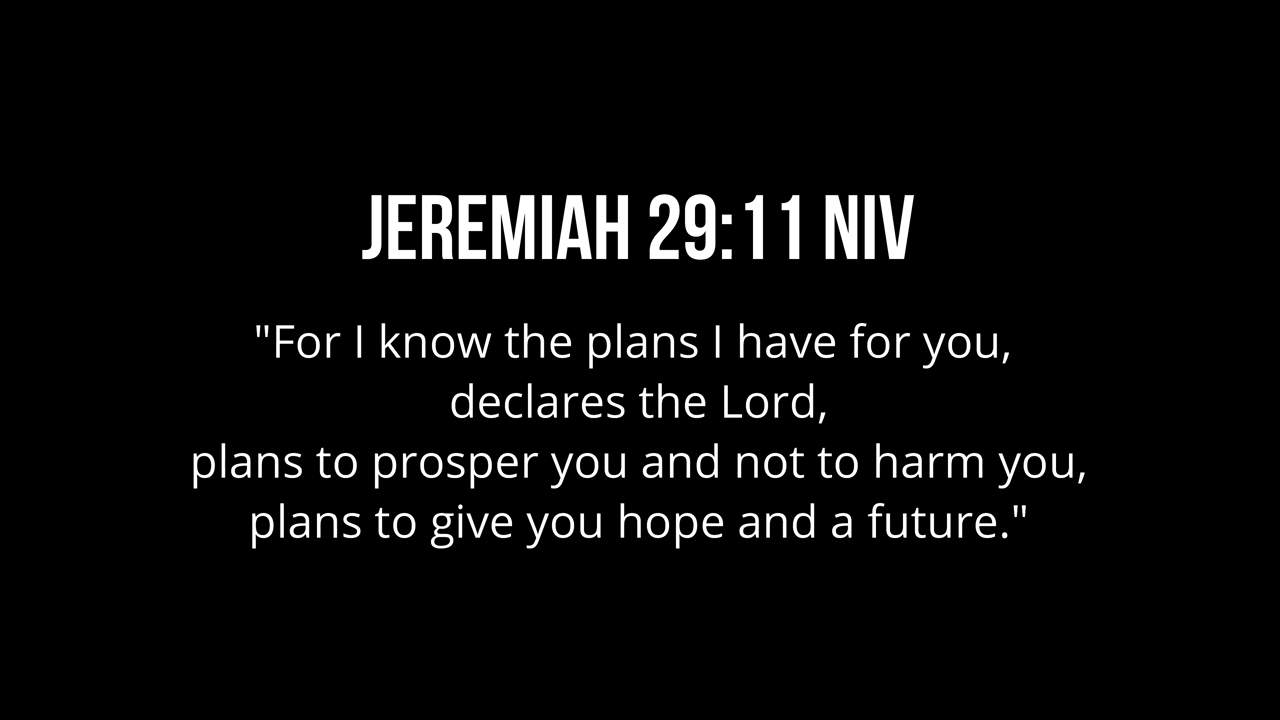 JEREMIAH 29:11 NIV
"For I know the plans I have for you,
declares the Lord,
plans to prosper you and not to harm you,
plans to give you hope and a future."